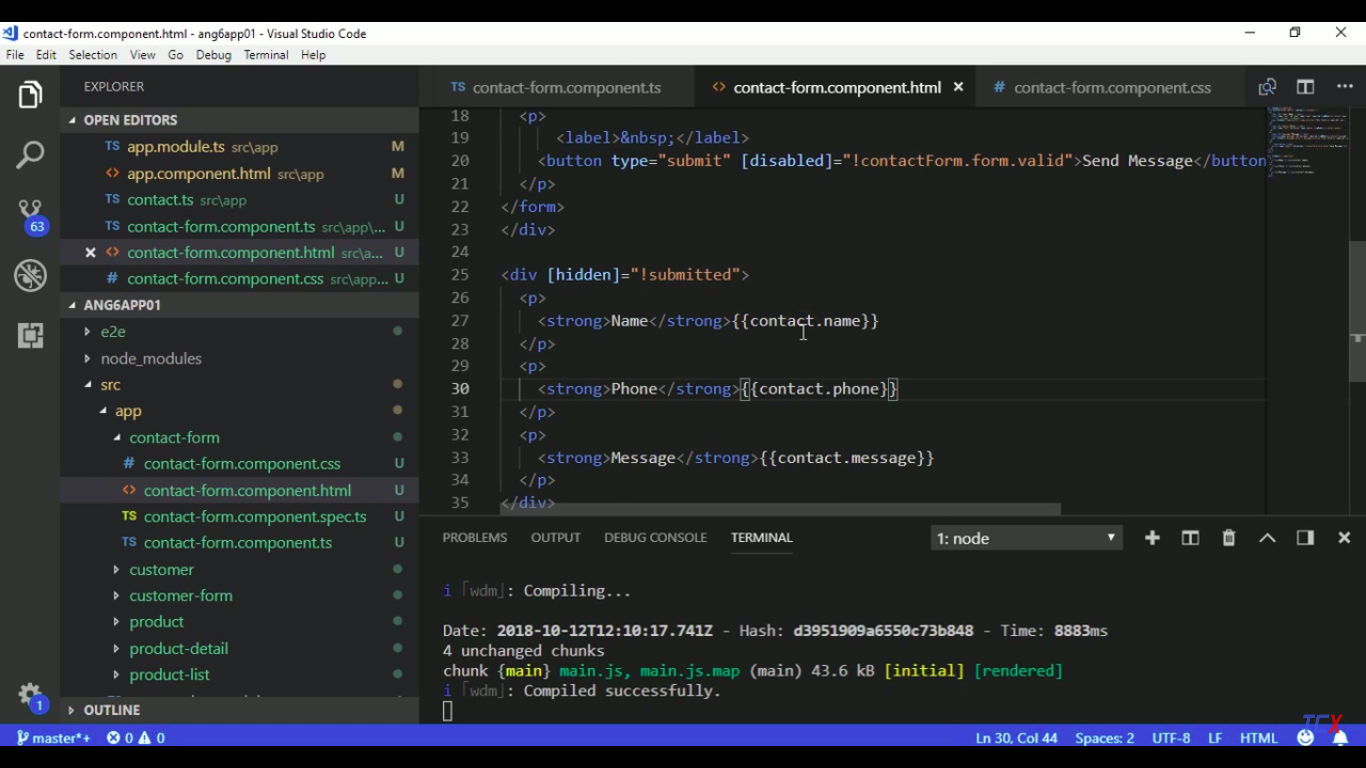 contact-form.component.html - ang6app01 - Visual Studio Code
File Edit Selection View Go Debug Terminal Help
EXPLORER
OPEN EDITORS
TS app.module.ts src\app M
<> app.component.html src\app M
TS contact.ts src\app U
TS contact-form.component.ts src\app\... U
<> contact-form.component.html src\a... U
# contact-form.component.css src\app... U
ANG6APP01
e2e
node_modules
src
app
contact-form
# contact-form.component.css U
<> contact-form.component.html U
TS contact-form.component.spec.ts U
TS contact-form.component.ts U
customer
customer-form
product
product-detail
product-list
OUTLINE
63
1
TS contact-form.component.ts <> contact-form.component.html # contact-form.component.css
18 <p>
19 <label>&nbsp;</label>
20 <button type="submit" [disabled]="!contactForm.form.valid">Send Message</button
21 </p>
22 </form>
23 </div>
24
25 <div [hidden]="!submitted">
26 <p>
27 <strong>Name</strong>{{contact.name}}
28 </p>
29 <p>
30 <strong>Phone</strong>{{contact.phone}}
31 </p>
32 <p>
33 <strong>Message</strong>{{contact.message}}
34 </p>
35 </div>
PROBLEMS OUTPUT DEBUG CONSOLE TERMINAL 1: node
i ｢wdm｣: Compiling...
Date: 2018-10-12T12:10:17.741Z - Hash: d3951909a6550c73b848 - Time: 8883ms
4 unchanged chunks
chunk {main} main.js, main.js.map (main) 43.6 kB [initial] [rendered]
i ｢wdm｣: Compiled successfully.
TCX
master*+ 0 0 Ln 30, Col 44 Spaces: 2 UTF-8 LF HTML